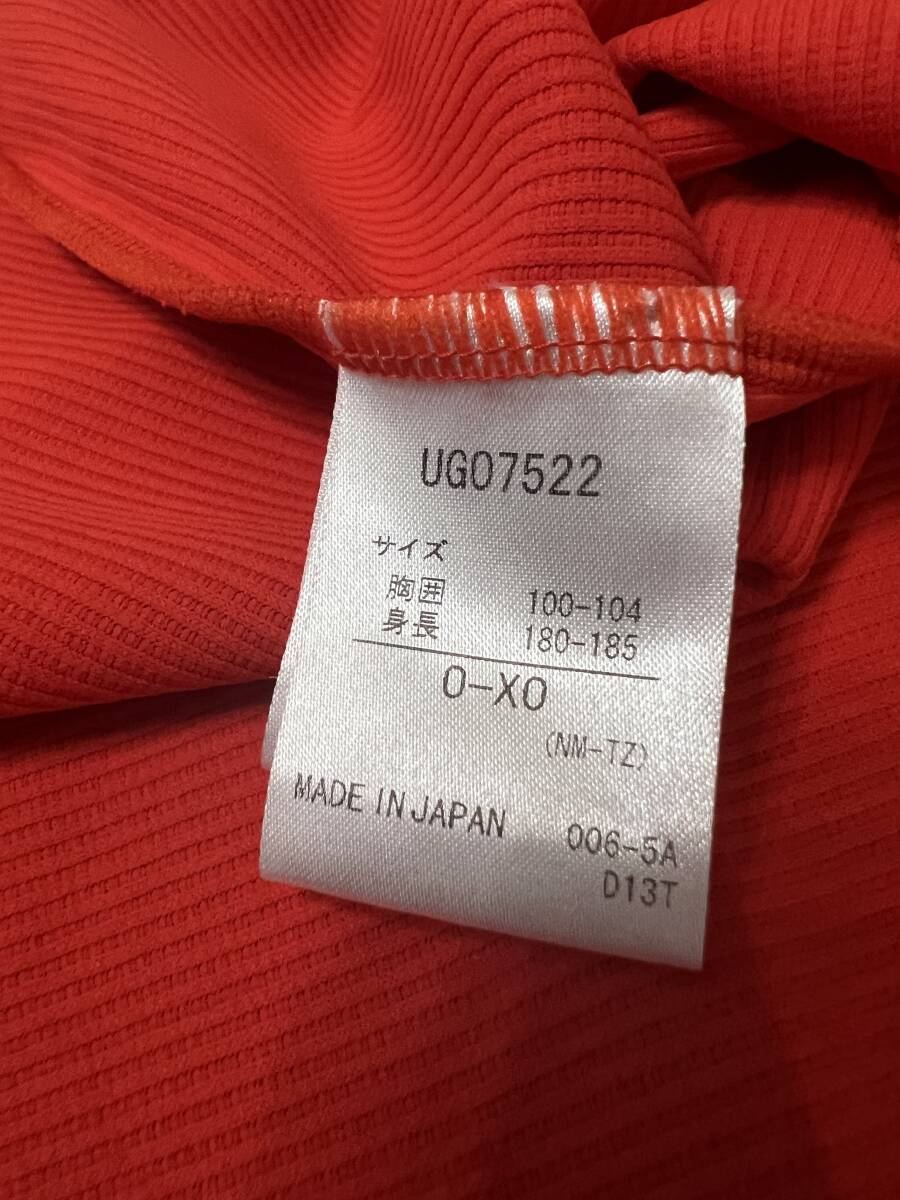 UG07522
サイズ
胸囲 100-104
身長 180-185
O-XO
(NM-TZ)
MADE IN JAPAN 006-5A
D13T